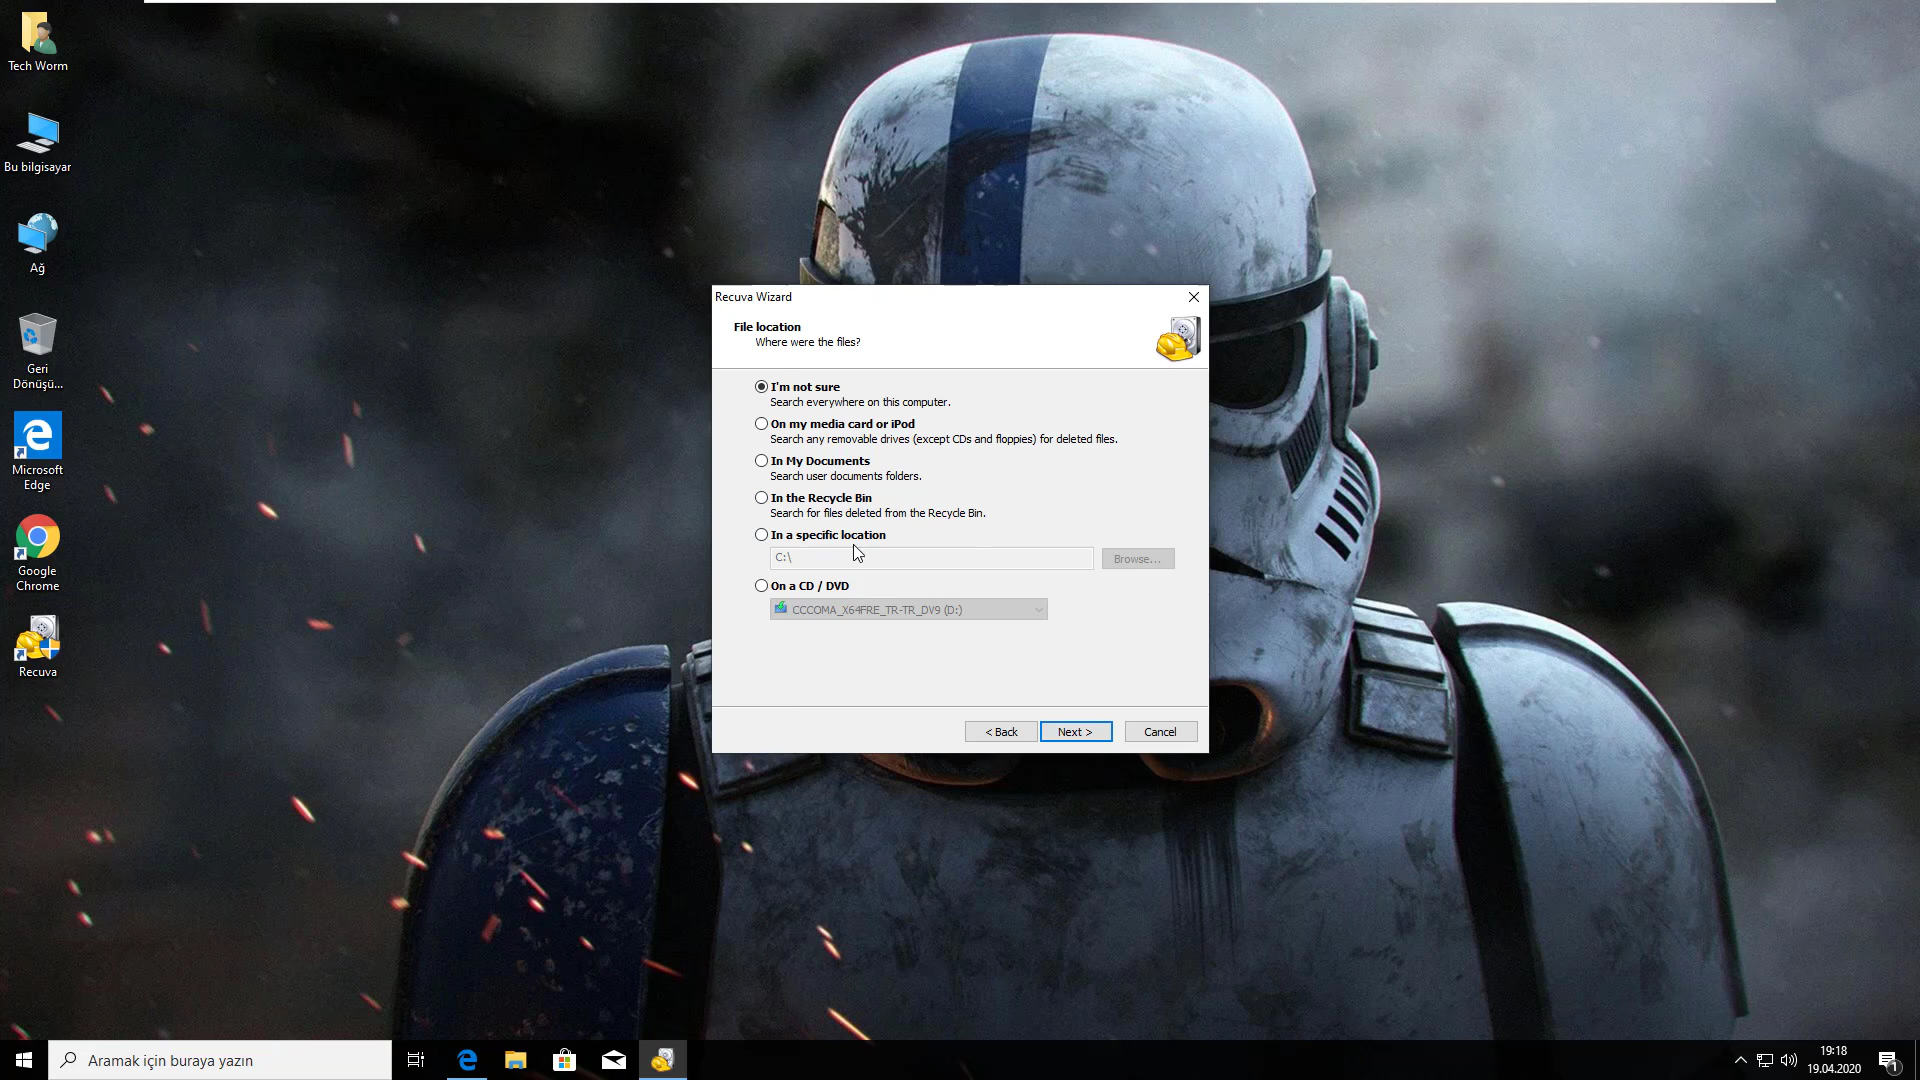 Tech Worm
Bu bilgisayar
Ağ
Geri
Dönüşü...
Microsoft
Edge
Google
Chrome
Recuva
Recuva Wizard
File location
Where were the files?
I'm not sure
Search everywhere on this computer.
On my media card or iPod
Search any removable drives (except CDs and floppies) for deleted files.
In My Documents
Search user documents folders.
In the Recycle Bin
Search for files deleted from the Recycle Bin.
In a specific location
C:\
Browse...
On a CD / DVD
CCCOMA_X64FRE_TR-TR_DV9 (D:)
< Back
Next >
Cancel
Aramak için buraya yazın
19:18
19.04.2020
1